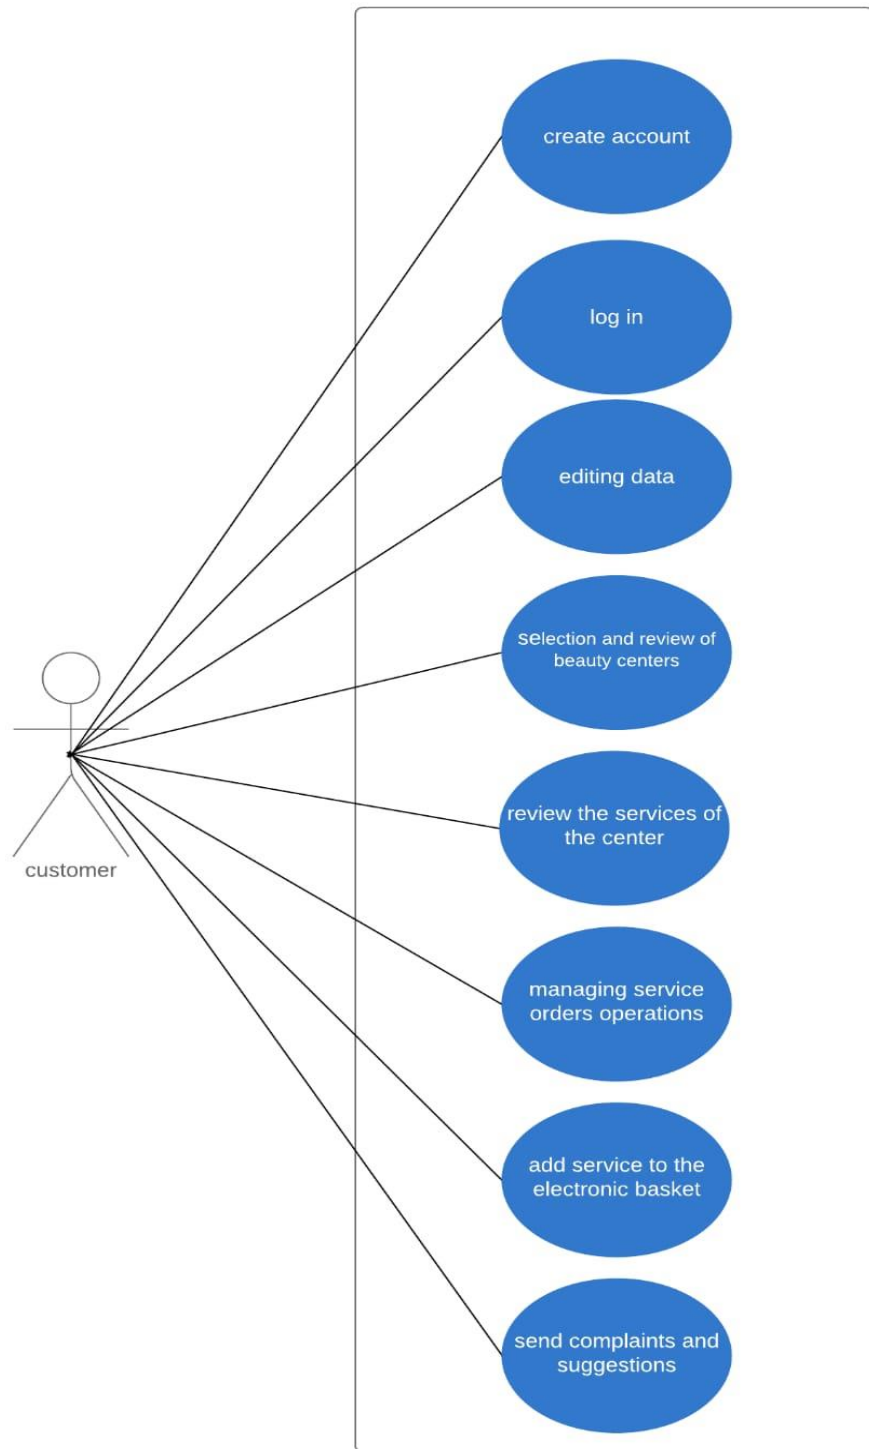 create account
log in
editing data
selection and review of
beauty centers
review the services of
the center
customer
managing service
orders operations
add service to the
electronic basket
send complaints and
suggestions